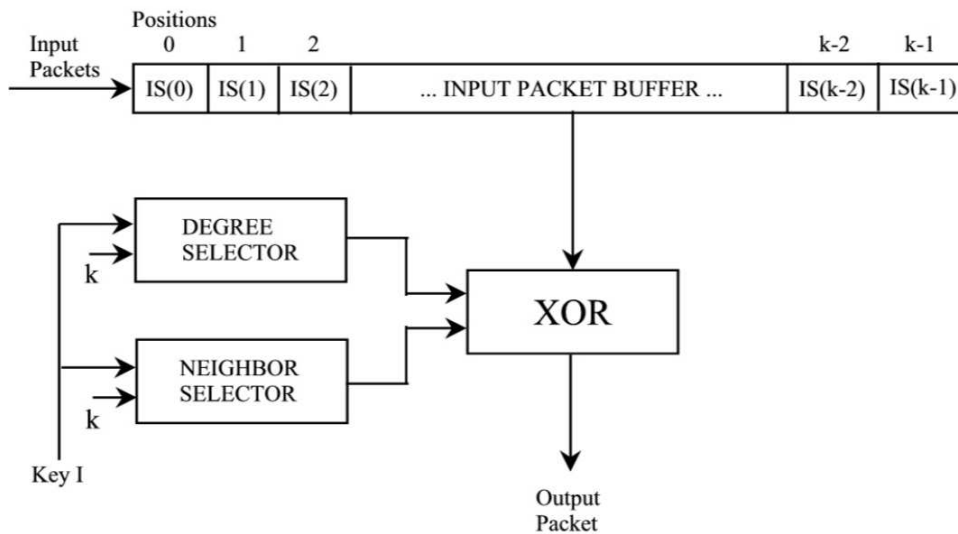 Positions
Input
Packets
0 1 2 k-2 k-1
IS(0) IS(1) IS(2) ... INPUT PACKET BUFFER ... IS(k-2) IS(k-1)
DEGREE
SELECTOR
k
XOR
NEIGHBOR
SELECTOR
k
Key I
Output
Packet